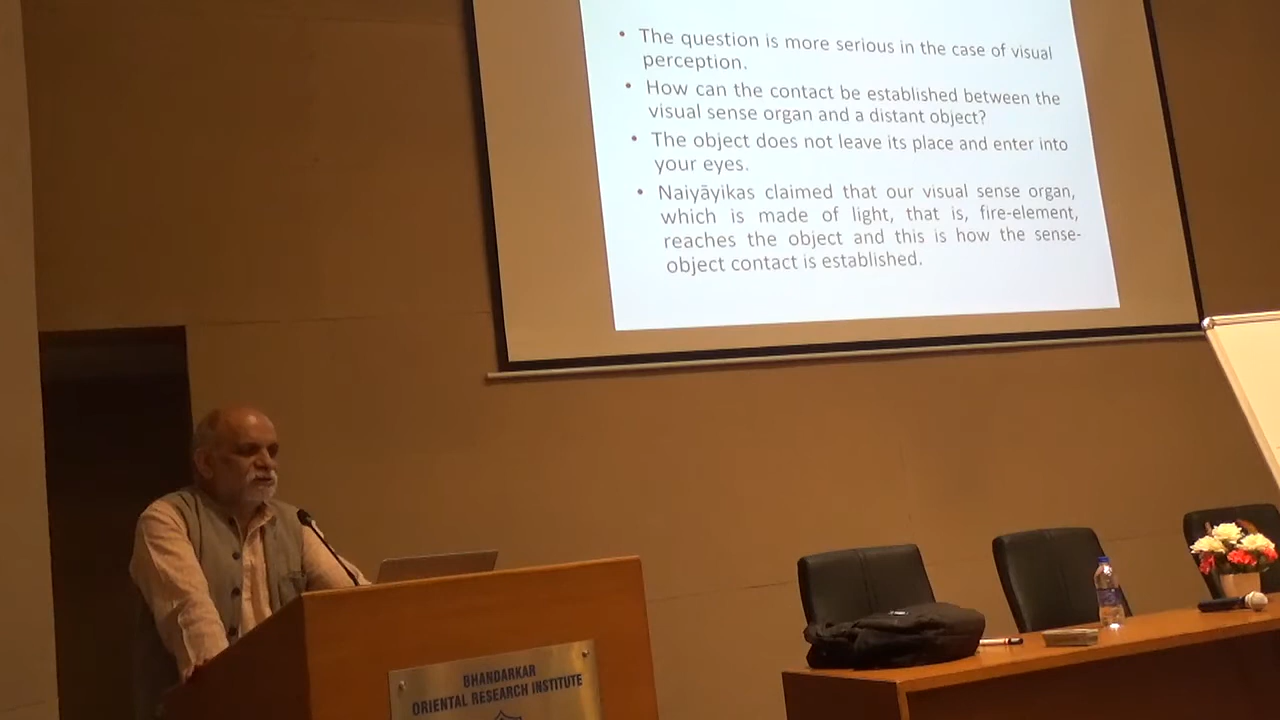 • The question is more serious in the case of visual
perception.
• How can the contact be established between the
visual sense organ and a distant object?
• The object does not leave its place and enter into
your eyes.
• Naiyāyikas claimed that our visual sense organ,
which is made of light, that is, fire-element,
reaches the object and this is how the sense-
object contact is established.
BHANDARKAR
ORIENTAL RESEARCH INSTITUTE